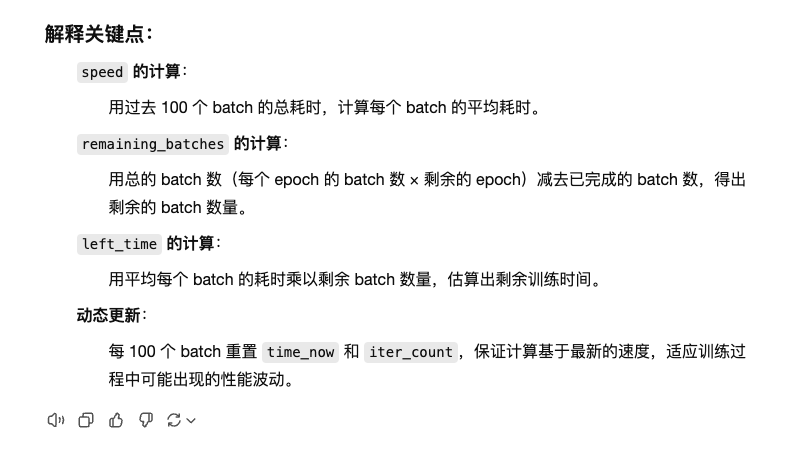 解释关键点：
speed 的计算：
用过去 100 个 batch 的总耗时，计算每个 batch 的平均耗时。
remaining_batches 的计算：
用总的 batch 数（每个 epoch 的 batch 数 × 剩余的 epoch）减去已完成的 batch 数，得出
剩余的 batch 数量。
left_time 的计算：
用平均每个 batch 的耗时乘以剩余 batch 数量，估算出剩余训练时间。
动态更新：
每 100 个 batch 重置 time_now 和 iter_count，保证计算基于最新的速度，适应训练过
程中可能出现的性能波动。